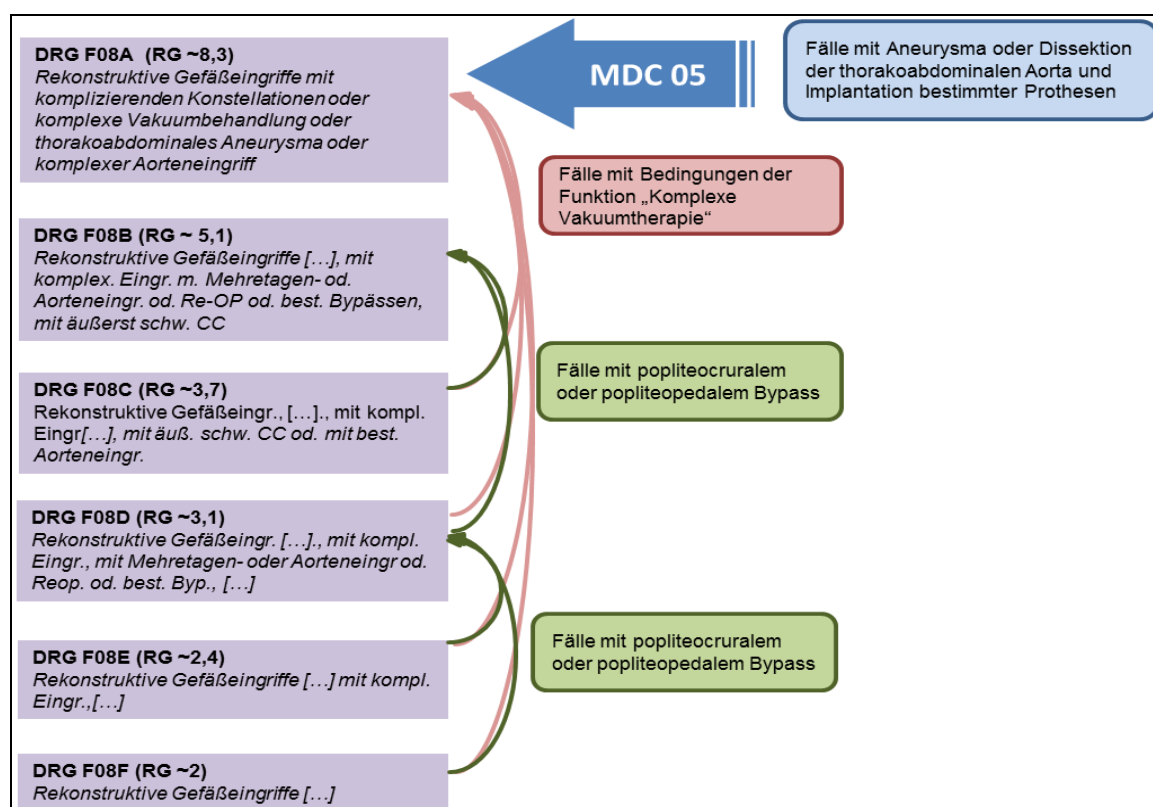 DRG F08A (RG ~8,3)
Rekonstruktive Gefäßeingriffe mit
komplizierenden Konstellationen oder
komplexe Vakuumbehandlung oder
thorakoabdominales Aneurysma oder
komplexer Aorteneingriff
MDC 05
Fälle mit Aneurysma oder Dissektion
der thorakoabdominalen Aorta und
Implantation bestimmter Prothesen
Fälle mit Bedingungen der
Funktion „Komplexe
Vakuumtherapie“
DRG F08B (RG ~ 5,1)
Rekonstruktive Gefäßeingriffe [...], mit
komplex. Eingr. m. Mehretagen- od.
Aorteneingr. od. Re-OP od. best. Bypässen,
mit äußerst schw. CC
Fälle mit popliteocruralem
oder popliteopedalem Bypass
DRG F08C (RG ~3,7)
Rekonstruktive Gefäßeingr., [...]., mit kompl.
Eingr[...], mit äuß. schw. CC od. mit best.
Aorteneingr.
DRG F08D (RG ~3,1)
Rekonstruktive Gefäßeingr. [...]., mit kompl.
Eingr., mit Mehretagen- oder Aorteneingr od.
Reop. od. best. Byp., [...]
Fälle mit popliteocruralem
oder popliteopedalem Bypass
DRG F08E (RG ~2,4)
Rekonstruktive Gefäßeingriffe [...] mit kompl.
Eingr.,[...]
DRG F08F (RG ~2)
Rekonstruktive Gefäßeingriffe [...]